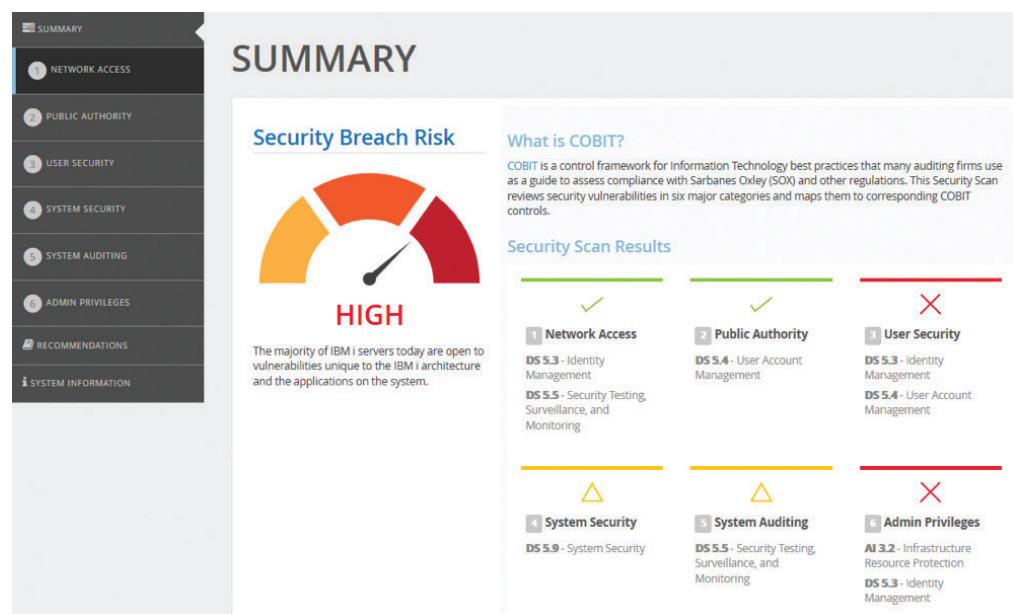 SUMMARY
1 NETWORK ACCESS
2 PUBLIC AUTHORITY
3 USER SECURITY
4 SYSTEM SECURITY
5 SYSTEM AUDITING
6 ADMIN PRIVILEGES
RECOMMENDATIONS
i SYSTEM INFORMATION
SUMMARY
Security Breach Risk
HIGH
The majority of IBM i servers today are open to
vulnerabilities unique to the IBM i architecture
and the applications on the system.
What is COBIT?
COBIT is a control framework for Information Technology best practices that many auditing firms use
as a guide to assess compliance with Sarbanes Oxley (SOX) and other regulations. This Security Scan
reviews security vulnerabilities in six major categories and maps them to corresponding COBIT
controls.
Security Scan Results
1 Network Access
DS 5.3 - Identity
Management
DS 5.5 - Security Testing,
Surveillance, and
Monitoring
2 Public Authority
DS 5.4 - User Account
Management
3 User Security
DS 5.3 - Identity
Management
DS 5.4 - User Account
Management
4 System Security
DS 5.9 - System Security
5 System Auditing
DS 5.5 - Security Testing,
Surveillance, and
Monitoring
6 Admin Privileges
AI 3.2 - Infrastructure
Resource Protection
DS 5.3 - Identity
Management